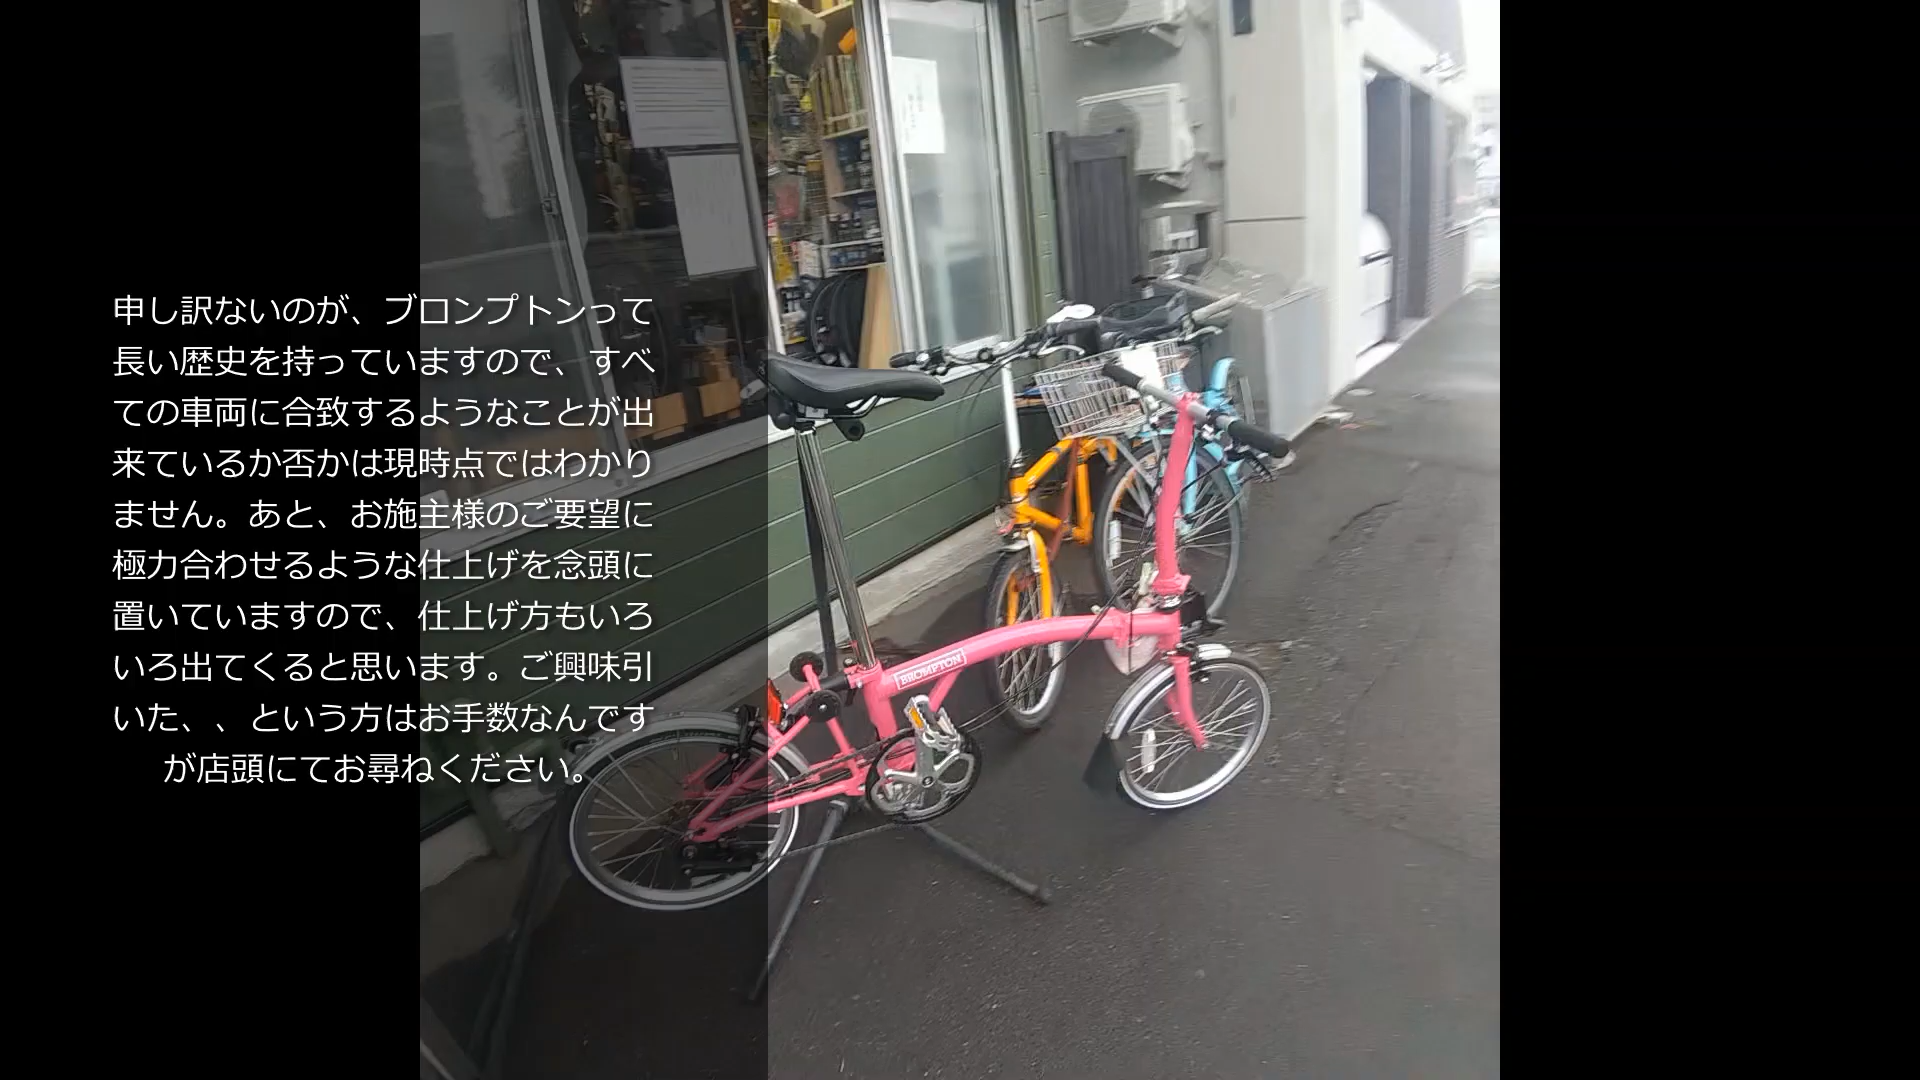 申し訳ないのが、ブロンプトンって
長い歴史を持っていますので、すべ
ての車両に合致するようなことが出
来ているか否かは現時点ではわかり
ません。あと、お施主様のご要望に
極力合わせるような仕上げを念頭に
置いていますので、仕上げ方もいろ
いろ出てくると思います。ご興味引
いた、、という方はお手数なんです
が店頭にてお尋ねください。
BROMPTON